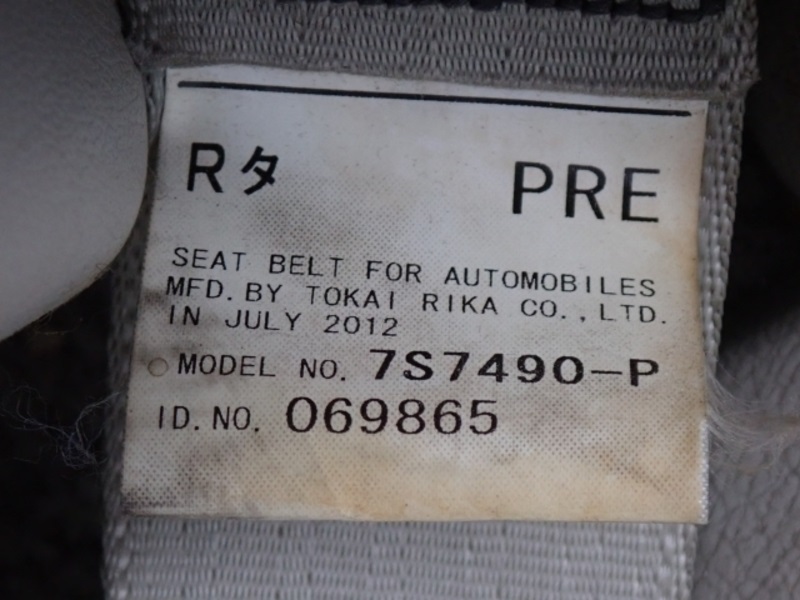 Rタ PRE
SEAT BELT FOR AUTOMOBILES
MFD. BY TOKAI RIKA CO., LTD.
IN JULY 2012
MODEL NO. 7S7490-P
ID. NO. 069865